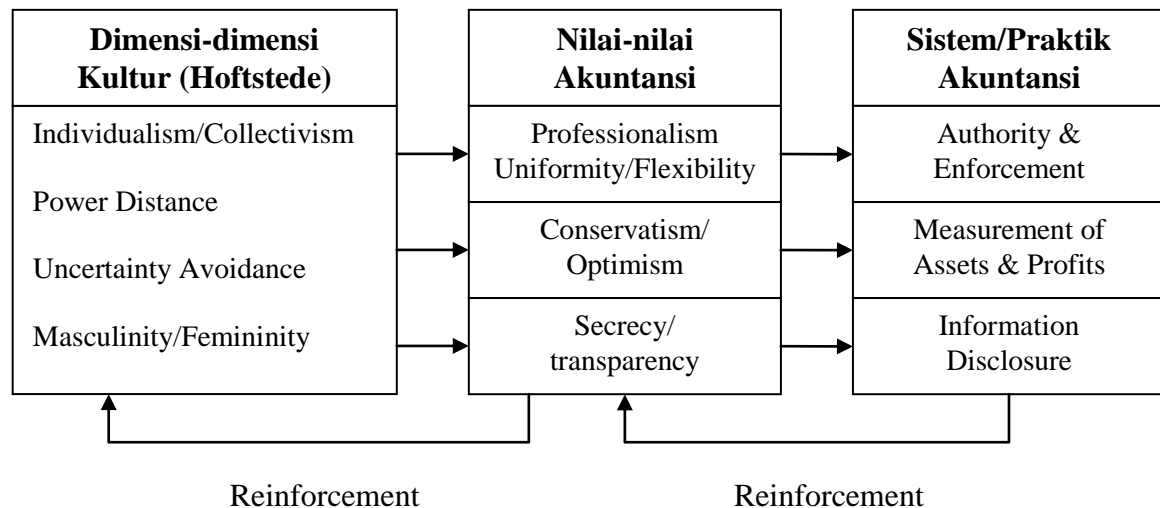 Dimensi-dimensi
Kultur (Hoftstede)
Individualism/Collectivism
Power Distance
Uncertainty Avoidance
Masculinity/Femininity
Nilai-nilai
Akuntansi
Professionalism
Uniformity/Flexibility
Conservatism/
Optimism
Secrecy/
transparency
Sistem/Praktik
Akuntansi
Authority &
Enforcement
Measurement of
Assets & Profits
Information
Disclosure
Reinforcement
Reinforcement